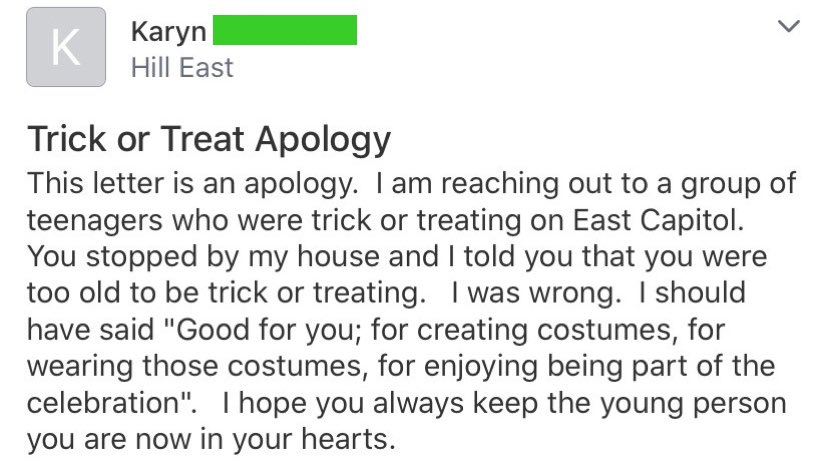 K
Karyn
Hill East
Trick or Treat Apology
This letter is an apology.  I am reaching out to a group of
teenagers who were trick or treating on East Capitol.
You stopped by my house and I told you that you were
too old to be trick or treating.   I was wrong.  I should
have said "Good for you; for creating costumes, for
wearing those costumes, for enjoying being part of the
celebration".   I hope you always keep the young person
you are now in your hearts.